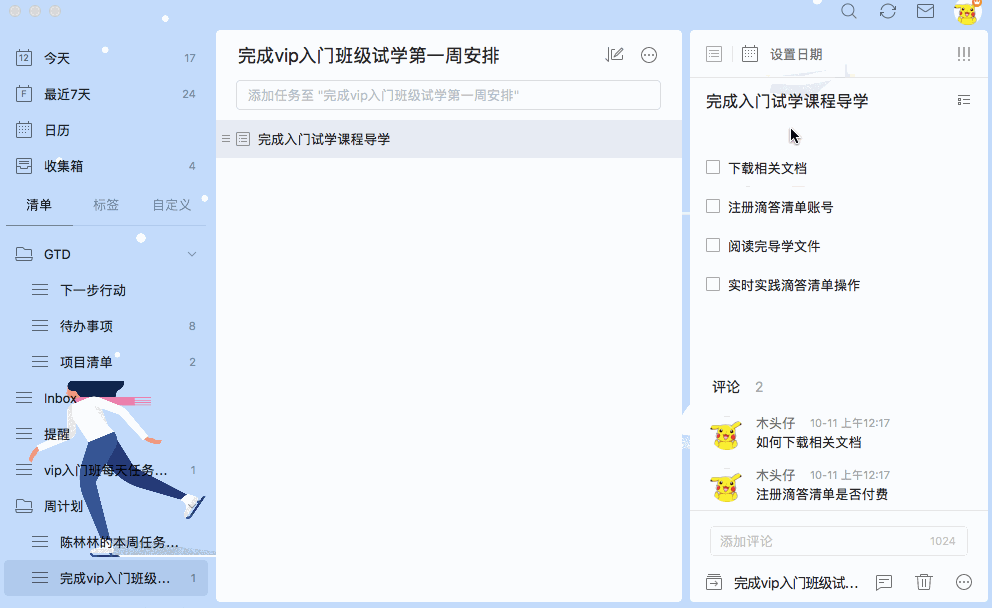 12
今天
17
F
最近7天
24
日历
收集箱
4
清单
标签
自定义
GTD
下一步行动
待办事项
8
项目清单
2
Inbox
提醒
vip入门班每天任务...
1
周计划
陈林林的本周任务...
完成vip入门班级...
1
完成vip入门班级试学第一周安排
添加任务至 "完成vip入门班级试学第一周安排"
完成入门试学课程导学
设置日期
完成入门试学课程导学
下载相关文档
注册滴答清单账号
阅读完导学文件
实时实践滴答清单操作
评论 2
木头仔 10-11 上午12:17
如何下载相关文档
木头仔 10-11 上午12:17
注册滴答清单是否付费
添加评论 1024
完成vip入门班级试...